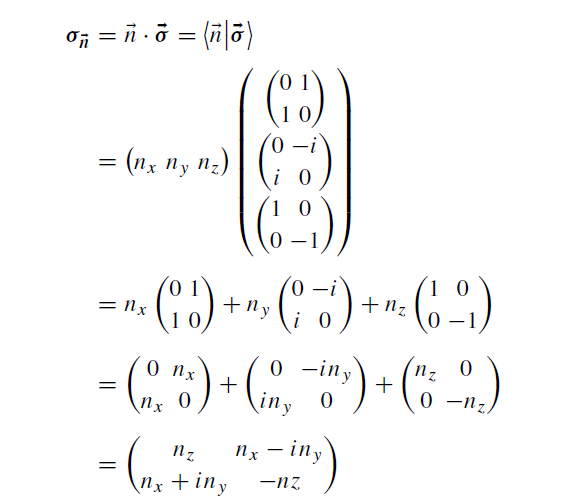 σ_n⃗ = n⃗ · σ⃗ = ⟨n⃗|σ⃗⟩
= (n_x n_y n_z) ( (0 1; 1 0) (0 −i; i 0) (1 0; 0 −1) )
= n_x (0 1; 1 0) + n_y (0 −i; i 0) + n_z (1 0; 0 −1)
= (0 n_x; n_x 0) + (0 −in_y; in_y 0) + (n_z 0; 0 −n_z)
= (n_z n_x − in_y; n_x + in_y −nz)